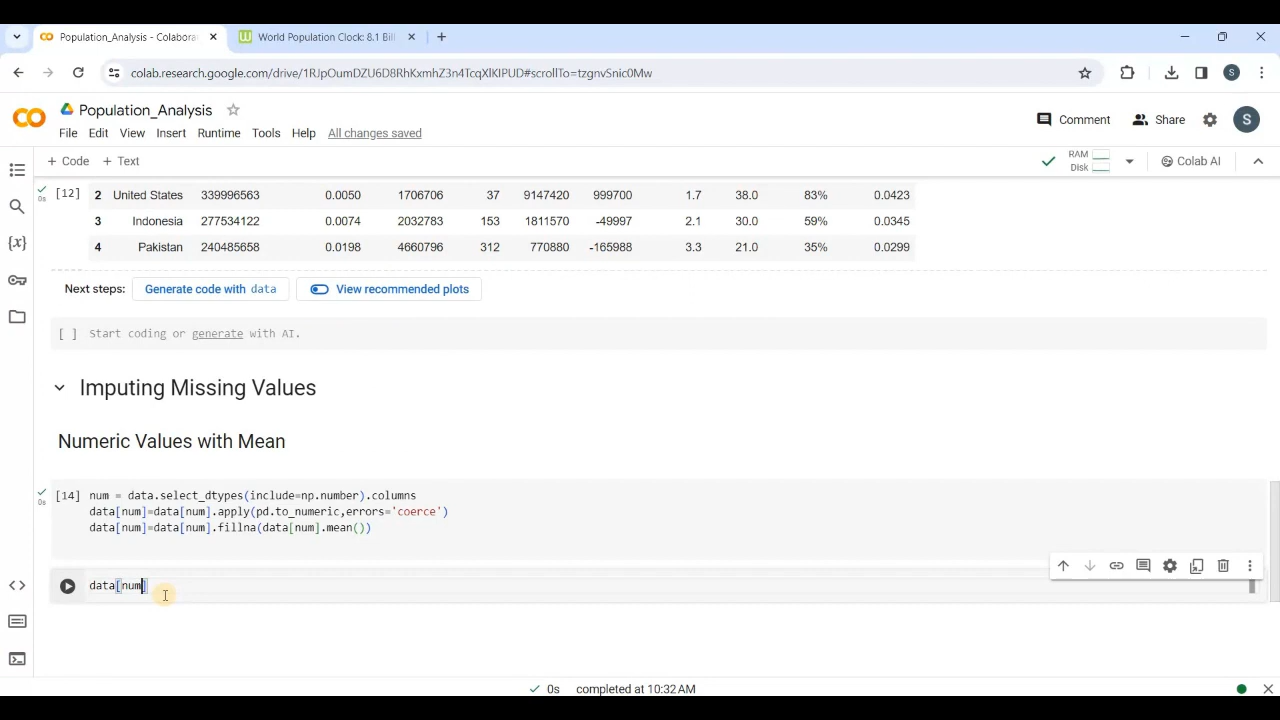 Population_Analysis - Colabora
World Population Clock: 8.1 Bil
colab.research.google.com/drive/1RJpOumDZU6D8RhKxmhZ3n4TcqXlKIPUD#scrollTo=tzgnvSnic0Mw
S
Population_Analysis
File Edit View Insert Runtime Tools Help All changes saved
Comment Share S
+ Code + Text
RAM
Disk
Colab AI
[12] 2 United States 339996563 0.0050 1706706 37 9147420 999700 1.7 38.0 83% 0.0423
0s
3 Indonesia 277534122 0.0074 2032783 153 1811570 -49997 2.1 30.0 59% 0.0345
4 Pakistan 240485658 0.0198 4660796 312 770880 -165988 3.3 21.0 35% 0.0299
Next steps: Generate code with data View recommended plots
[ ] Start coding or generate with AI.
Imputing Missing Values
Numeric Values with Mean
[14] num = data.select_dtypes(include=np.number).columns
0s
data[num]=data[num].apply(pd.to_numeric,errors='coerce')
data[num]=data[num].fillna(data[num].mean())
data[num]
0s completed at 10:32 AM